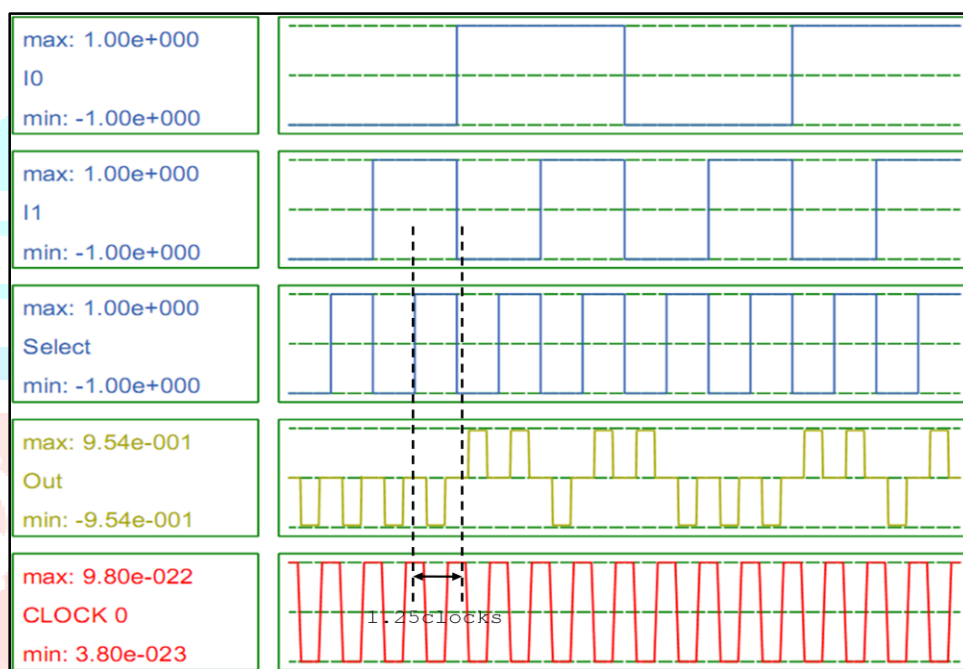 max: 1.00e+000
I0
min: -1.00e+000
max: 1.00e+000
I1
min: -1.00e+000
max: 1.00e+000
Select
min: -1.00e+000
max: 9.54e-001
Out
min: -9.54e-001
max: 9.80e-022
CLOCK 0
min: 3.80e-023
1.25clocks